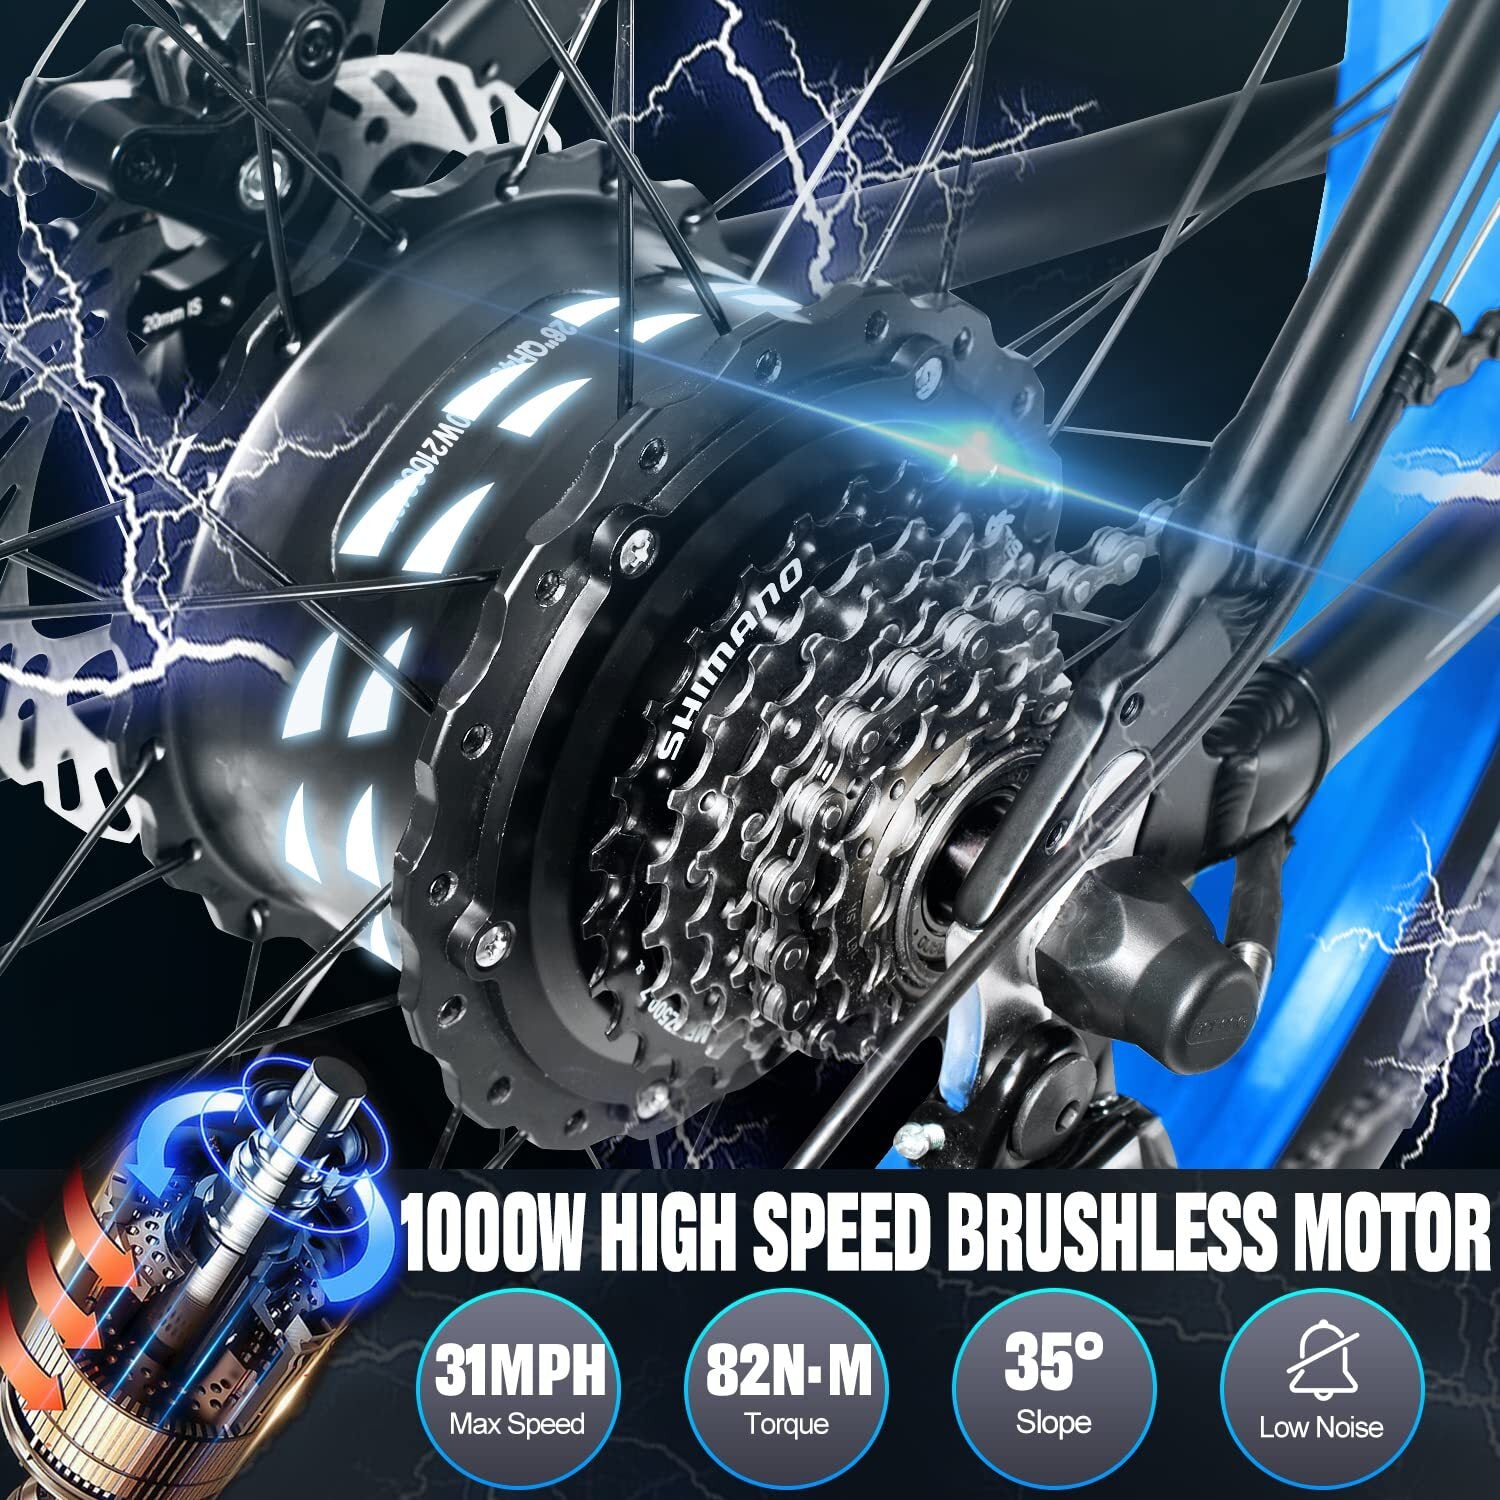 20mm IS
SHIMANO
1000W HIGH SPEED BRUSHLESS MOTOR
31MPH
Max Speed
82N·M
Torque
35°
Slope
Low Noise